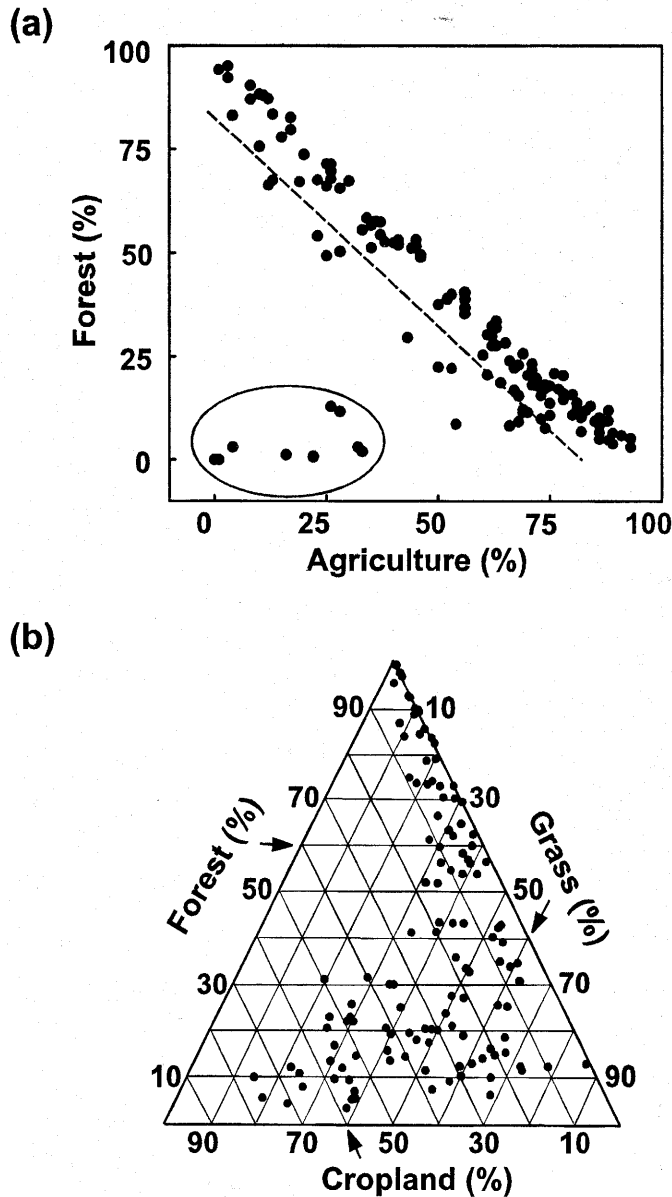 (a)
100
75
50
25
0
Forest (%)
0 25 50 75 100
Agriculture (%)
(b)
90 10
70 30
Forest (%)
Grass (%)
50 50
30 70
10 90
90 70 50 30 10
Cropland (%)